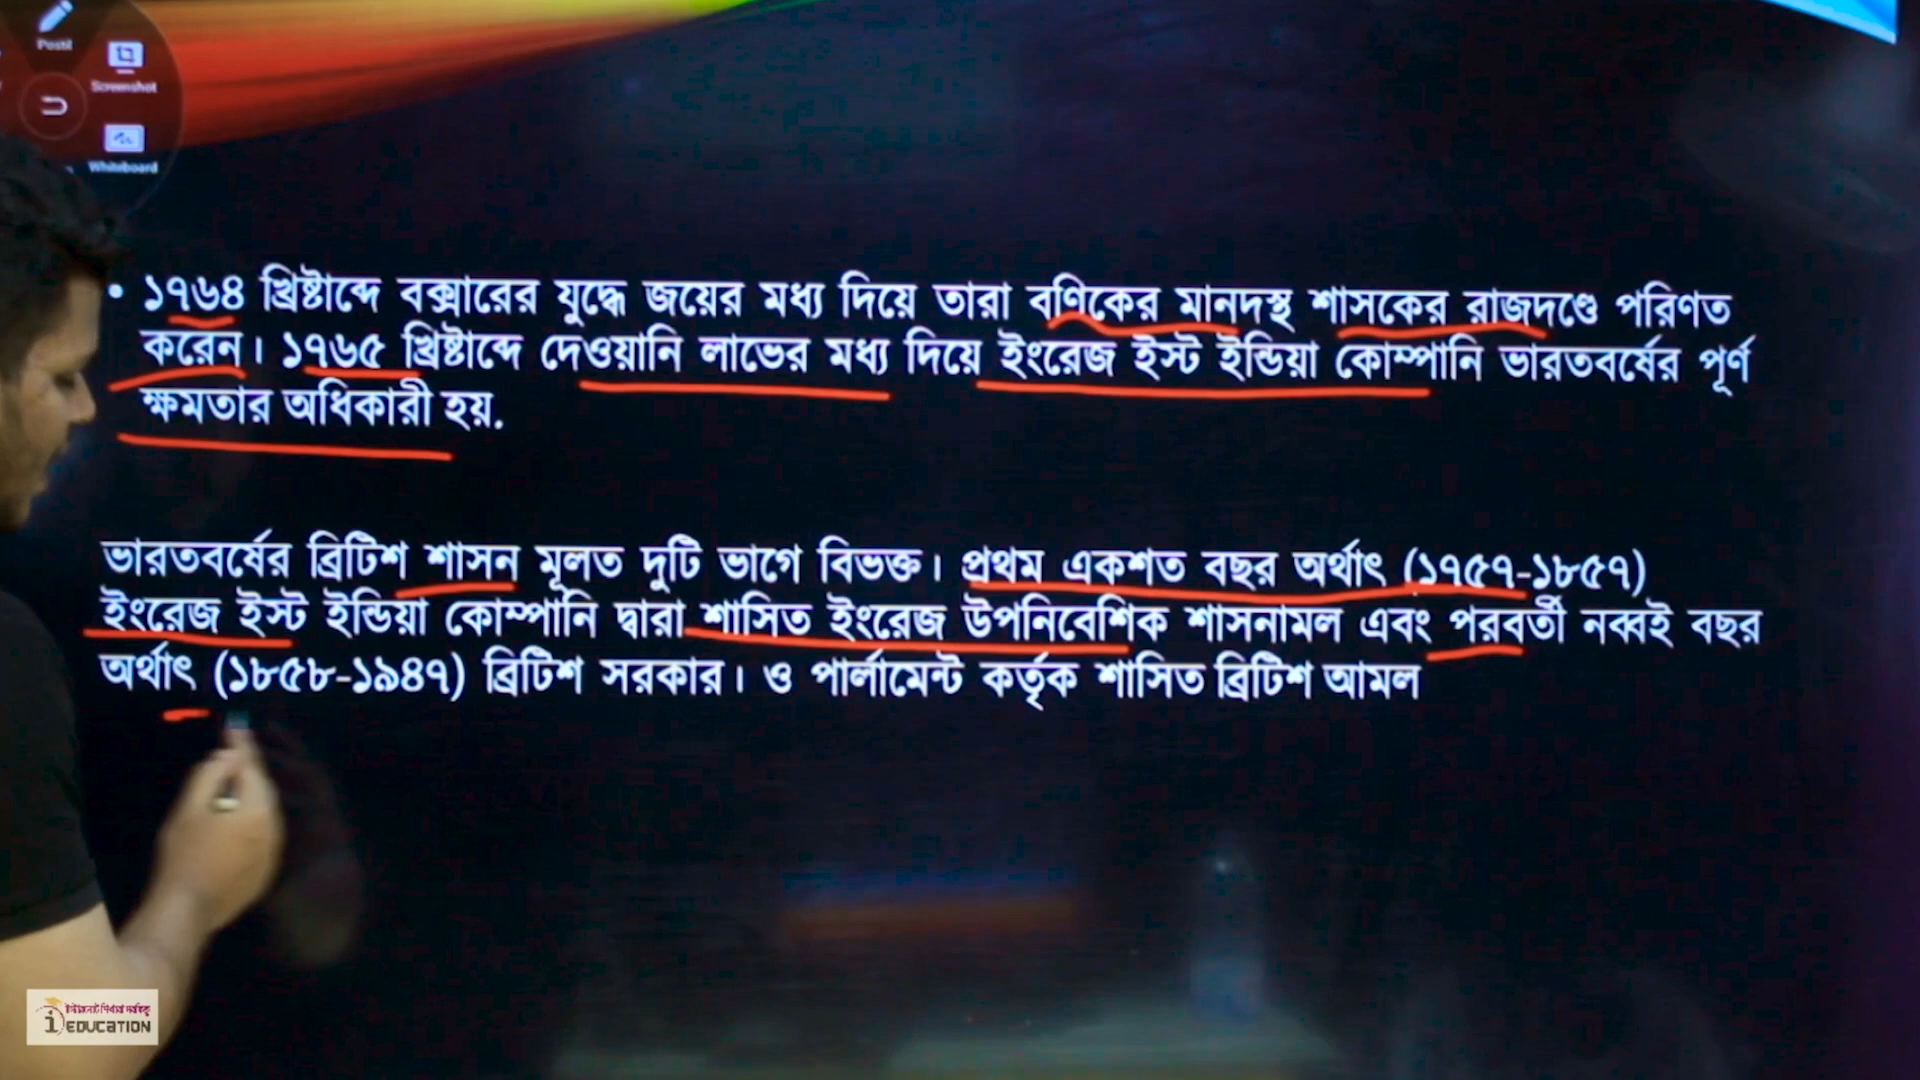 Postil
Screenshot
Whiteboard
• ১৭৬৪ খ্রিষ্টাব্দে বক্সারের যুদ্ধে জয়ের মধ্য দিয়ে তারা বণিকের মানদন্থ শাসকের রাজদণ্ডে পরিণত
করেন। ১৭৬৫ খ্রিষ্টাব্দে দেওয়ানি লাভের মধ্য দিয়ে ইংরেজ ইস্ট ইন্ডিয়া কোম্পানি ভারতবর্ষের পূর্ণ
ক্ষমতার অধিকারী হয়.
ভারতবর্ষের ব্রিটিশ শাসন মূলত দুটি ভাগে বিভক্ত। প্রথম একশত বছর অর্থাৎ (১৭৫৭-১৮৫৭)
ইংরেজ ইস্ট ইন্ডিয়া কোম্পানি দ্বারা শাসিত ইংরেজ উপনিবেশিক শাসনামল এবং পরবর্তী নব্বই বছর
অর্থাৎ (১৮৫৮-১৯৪৭) ব্রিটিশ সরকার। ও পার্লামেন্ট কর্তৃক শাসিত ব্রিটিশ আমল
i EDUCATION